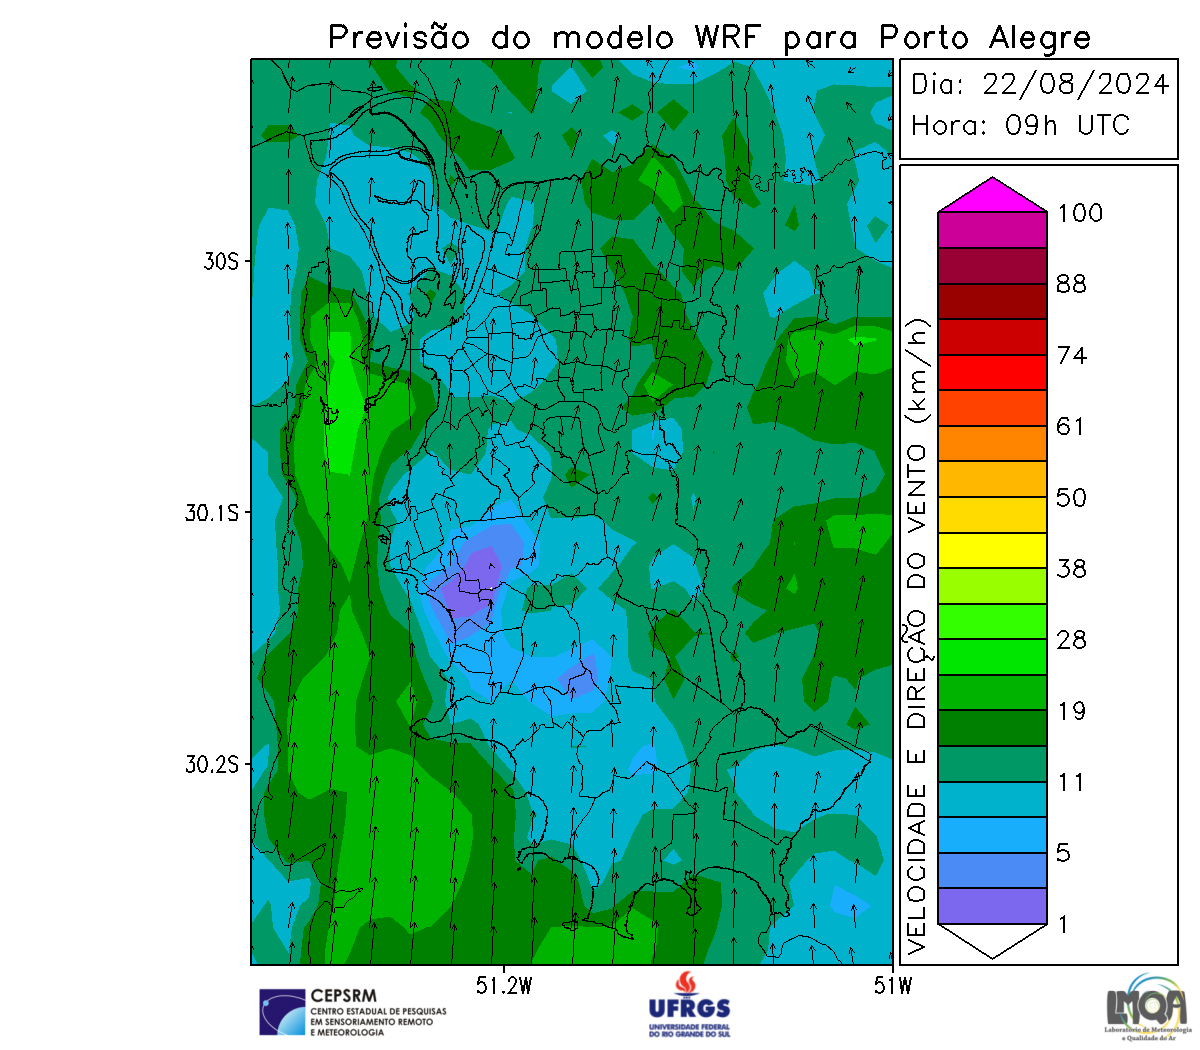 Previsão do modelo WRF para Porto Alegre
Dia: 22/08/2024
Hora: 09h UTC
100
88
74
61
50
38
28
19
11
5
1
VELOCIDADE E DIREÇÃO DO VENTO (km/h)
30S
30.1S
30.2S
51.2W
51W
CEPSRM
CENTRO ESTADUAL DE PESQUISAS
EM SENSORIAMENTO REMOTO
E METEOROLOGIA
UFRGS
UNIVERSIDADE FEDERAL
DO RIO GRANDE DO SUL
LMQA
Laboratório de Meteorologia
e Qualidade do Ar